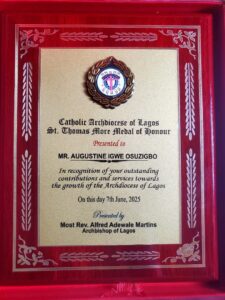 Catholic Archdiocese of Lagos
St. Thomas More Medal of Honour
Presented to
MR. AUGUSTINE IGWE OSUZIGBO
In recognition of your outstanding
contributions and services towards
the growth of the Archdiocese of Lagos
On this day 7th June, 2025
Presented by
Most Rev. Alfred Adewale Martins
Archbishop of Lagos